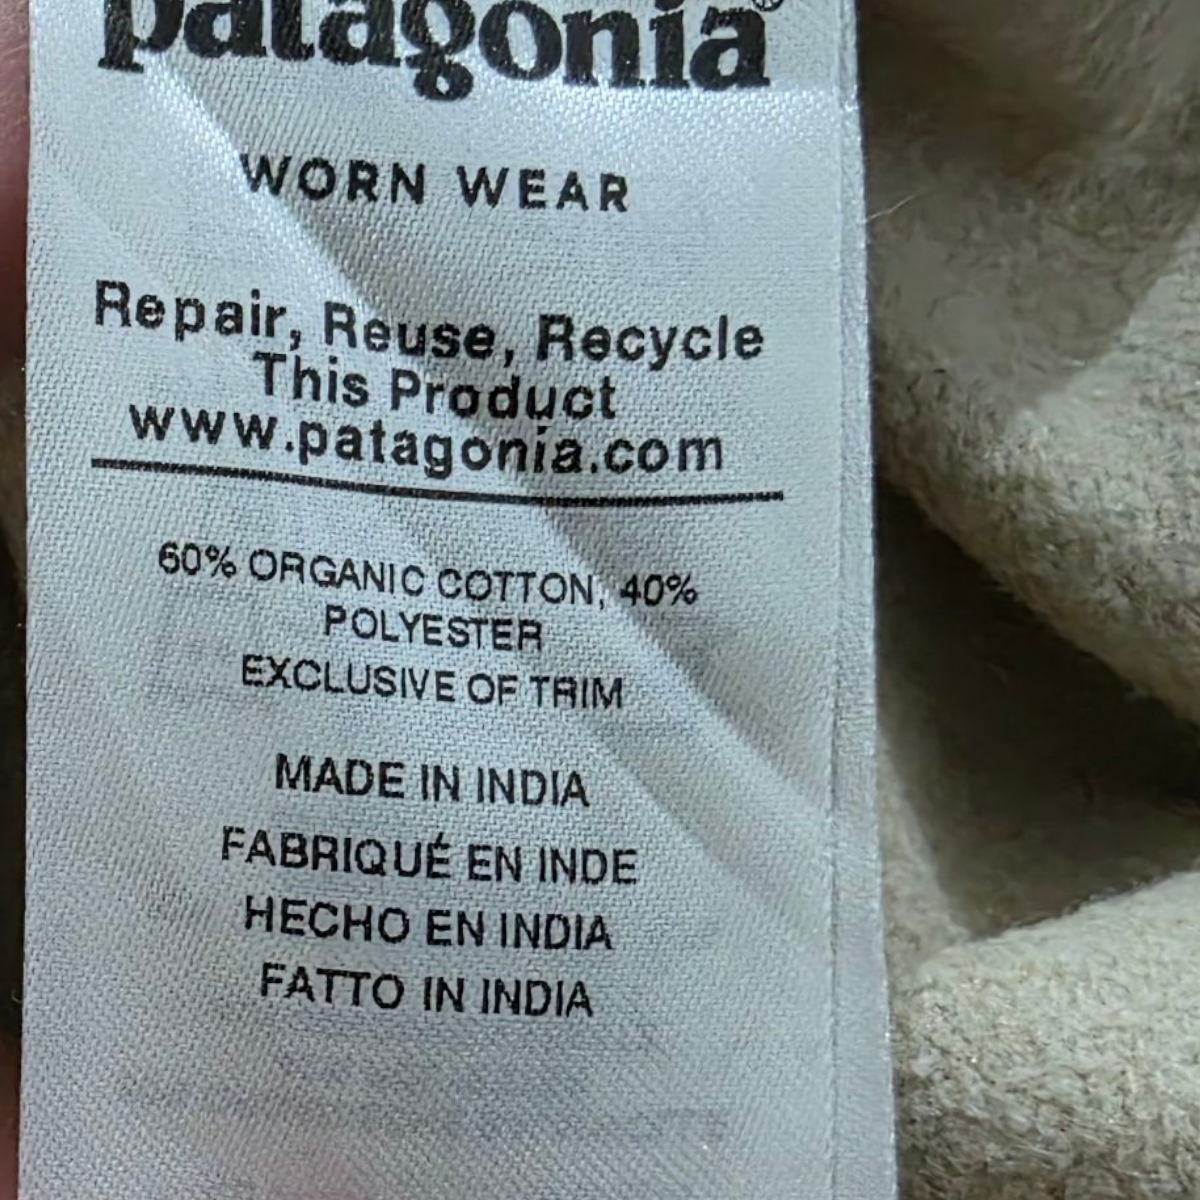 patagonia®
WORN WEAR
Repair, Reuse, Recycle
This Product
www.patagonia.com
60% ORGANIC COTTON, 40%
POLYESTER
EXCLUSIVE OF TRIM
MADE IN INDIA
FABRIQUÉ EN INDE
HECHO EN INDIA
FATTO IN INDIA